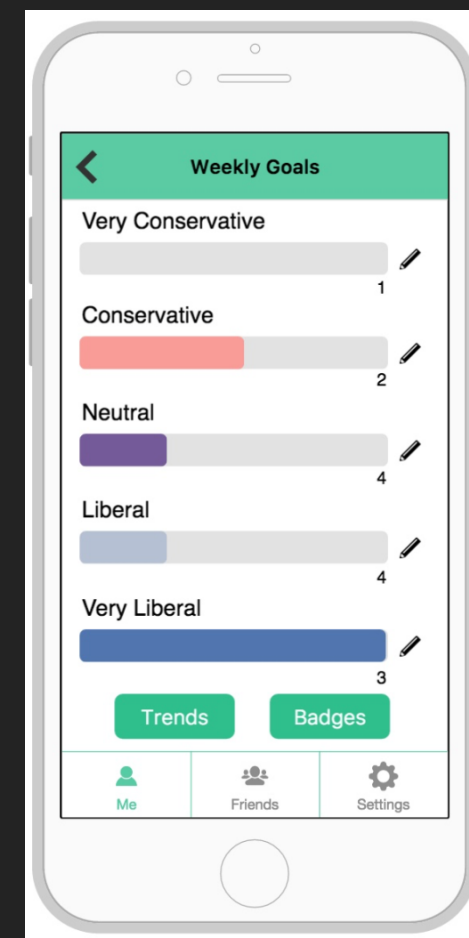 Weekly Goals
Very Conservative
1
Conservative
2
Neutral
4
Liberal
4
Very Liberal
3
Trends Badges
Me Friends Settings